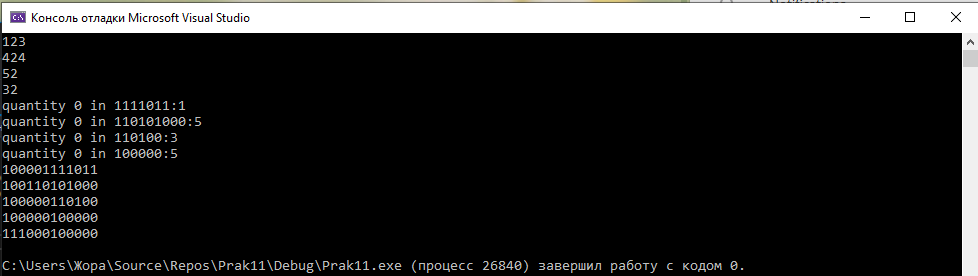 Notifications
Консоль отладки Microsoft Visual Studio
123
424
52
32
quantity 0 in 1111011:1
quantity 0 in 110101000:5
quantity 0 in 110100:3
quantity 0 in 100000:5
100001111011
100110101000
100000110100
100000100000
111000100000
C:\Users\Жора\Source\Repos\Prak11\Debug\Prak11.exe (процесс 26840) завершил работу с кодом 0.